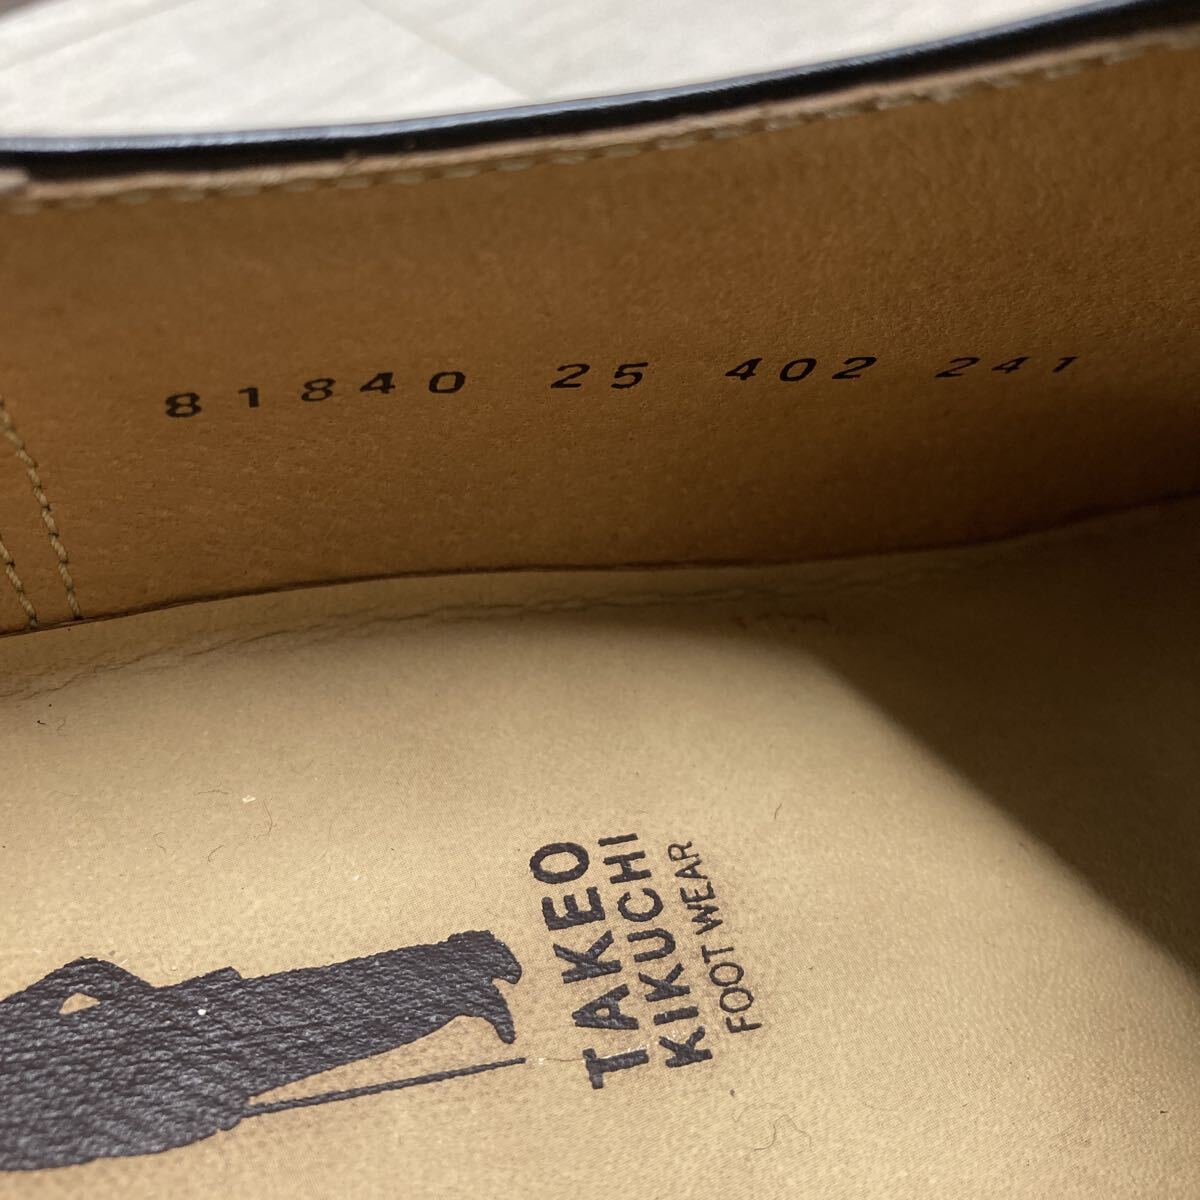 81840 25 402 241
TAKEO
KIKUCHI
FOOT WEAR